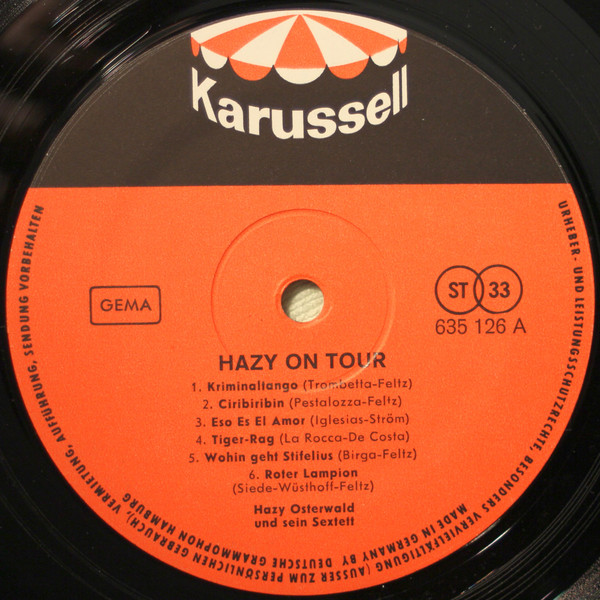 Karussell
GEMA
ST 33
635 126 A
HAZY ON TOUR
1. Kriminaltango (Trombetta-Feltz)
2. Ciribiribin (Pestalozza-Feltz)
3. Eso Es El Amor (Iglesias-Ström)
4. Tiger-Rag (La Rocca-De Costa)
5. Wohin geht Stifelius (Birga-Feltz)
6. Roter Lampion
(Siede-Wüsthoff-Feltz)
Hazy Osterwald
und sein Sextett
URHEBER- UND LEISTUNGSSCHUTZRECHTE, BESONDERS VERVIELFÄLTIGUNG (AUSSER ZUM PERSÖNLICHEN GEBRAUCH), VERMIETUNG, AUFFÜHRUNG, SENDUNG VORBEHALTEN
MADE IN GERMANY BY DEUTSCHE GRAMMOPHON HAMBURG